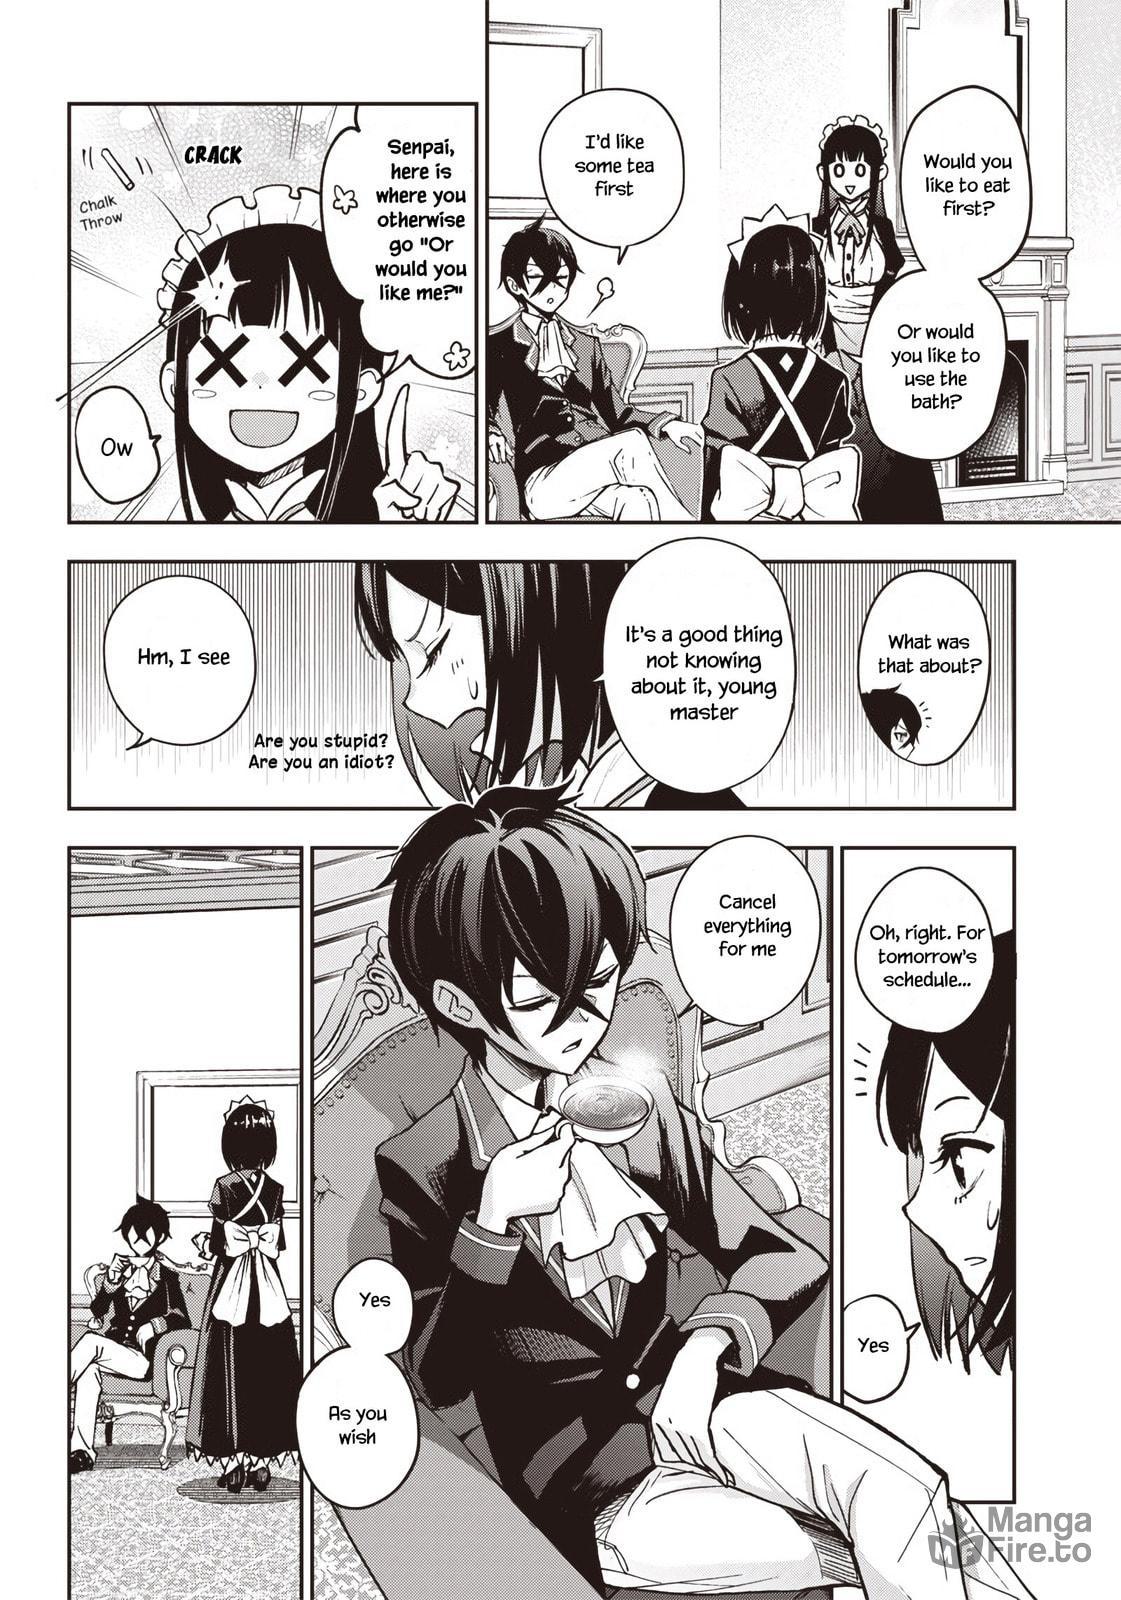 Would you
like to eat
first?
Or would
you like to
use the
bath?
I'd like
some tea
first
Senpai,
here is
where you
otherwise
go "Or
would you
like me?"
CRACK
Chalk
Throw
Ow
What was
that about?
It's a good thing
not knowing
about it, young
master
Are you stupid?
Are you an idiot?
Hm, I see
Oh, right. For
tomorrow's
schedule...
Yes
Cancel
everything
for me
Yes
As you
wish
Manga
Fire.to